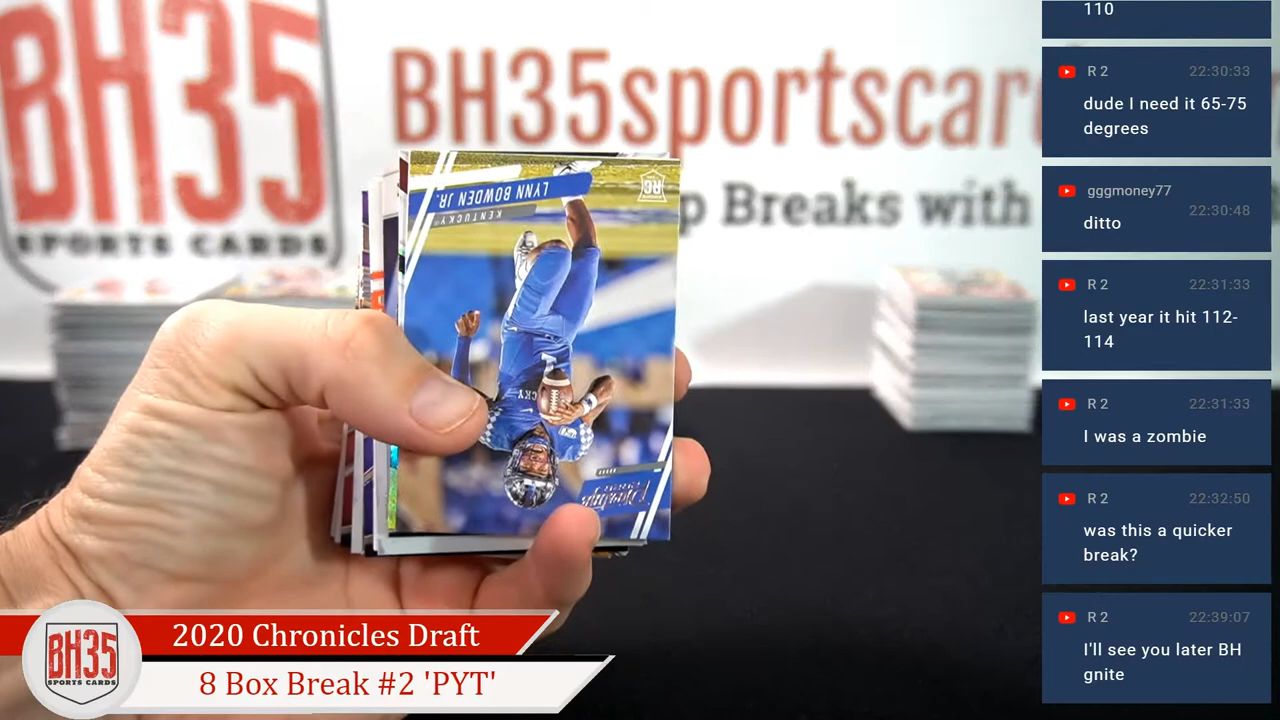 BH35
SPORTS CARDS
BH35sportscar
p Breaks with
LYNN BOWDEN JR.
KENTUCKY
RC
Prestige
110
R 2 22:30:33
dude I need it 65-75
degrees
gggmoney77 22:30:48
ditto
R 2 22:31:33
last year it hit 112-
114
R 2 22:31:33
I was a zombie
R 2 22:32:50
was this a quicker
break?
R 2 22:39:07
I'll see you later BH
gnite
BH35
SPORTS CARDS
2020 Chronicles Draft
8 Box Break #2 'PYT'